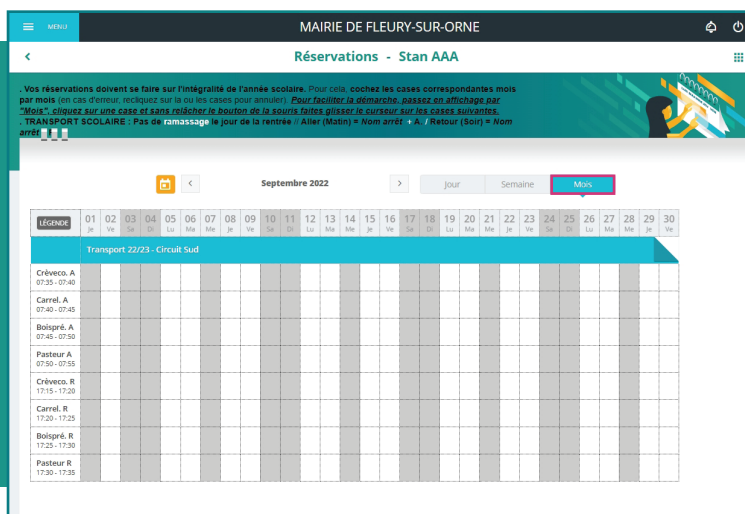 MENU
MAIRIE DE FLEURY-SUR-ORNE
Réservations - Stan AAA
. Vos réservations doivent se faire sur l'intégralité de l'année scolaire. Pour cela, cochez les cases correspondantes mois
par mois (en cas d'erreur, recliquez sur la ou les cases pour annuler). Pour faciliter la démarche, passez en affichage par
"Mois", cliquez sur une case et sans relâcher le bouton de la souris faites glisser le curseur sur les cases suivantes.
. TRANSPORT SCOLAIRE : Pas de ramassage le jour de la rentrée // Aller (Matin) = Nom arrêt + A. / Retour (Soir) = Nom
arrêt
Septembre 2022
Jour Semaine Mois
LÉGENDE 01 02 03 04 05 06 07 08 09 10 11 12 13 14 15 16 17 18 19 20 21 22 23 24 25 26 27 28 29 30
Je Ve Sa Di Lu Ma Me Je Ve Sa Di Lu Ma Me Je Ve Sa Di Lu Ma Me Je Ve Sa Di Lu Ma Me Je Ve
Transport 22/23 - Circuit Sud
Crèveco. A
07:35 - 07:40
Carrel. A
07:40 - 07:45
Boispré. A
07:45 - 07:50
Pasteur A
07:50 - 07:55
Crèveco. R
17:15 - 17:20
Carrel. R
17:20 - 17:25
Boispré. R
17:25 - 17:30
Pasteur R
17:30 - 17:35